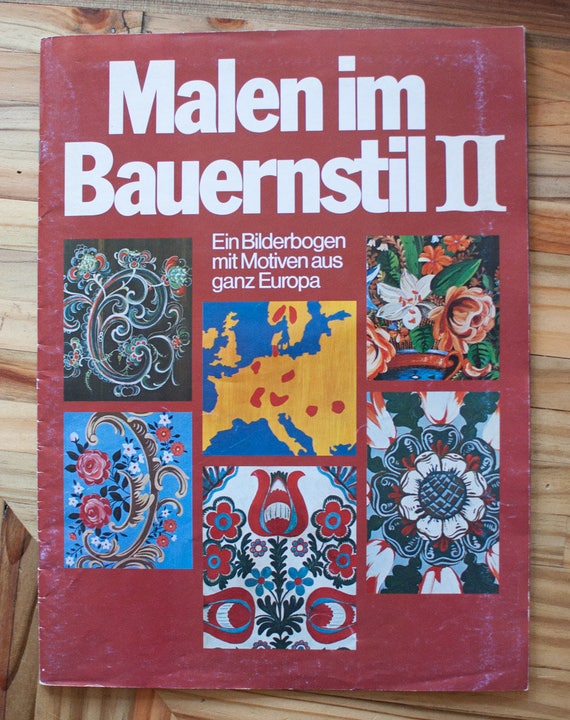 Malen im
Bauernstil II
Ein Bilderbogen
mit Motiven aus
ganz Europa